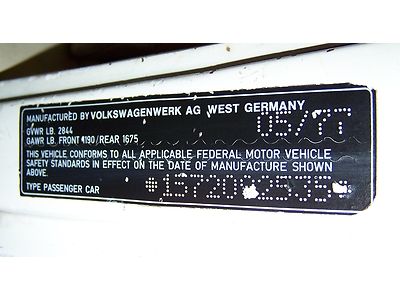 MANUFACTURED BY VOLKSWAGENWERK AG WEST GERMANY
GVWR LB. 2844 05/77
GAWR LB. FRONT 1190/REAR 1675
THIS VEHICLE CONFORMS TO ALL APPLICABLE FEDERAL MOTOR VEHICLE
SAFETY STANDARDS IN EFFECT ON THE DATE OF MANUFACTURE SHOWN
ABOVE.
TYPE PASSENGER CAR